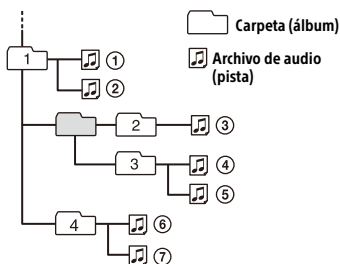 Carpeta (álbum)
1 ①
Archivo de audio
(pista)
②
2 ③
3 ④
⑤
4 ⑥
⑦